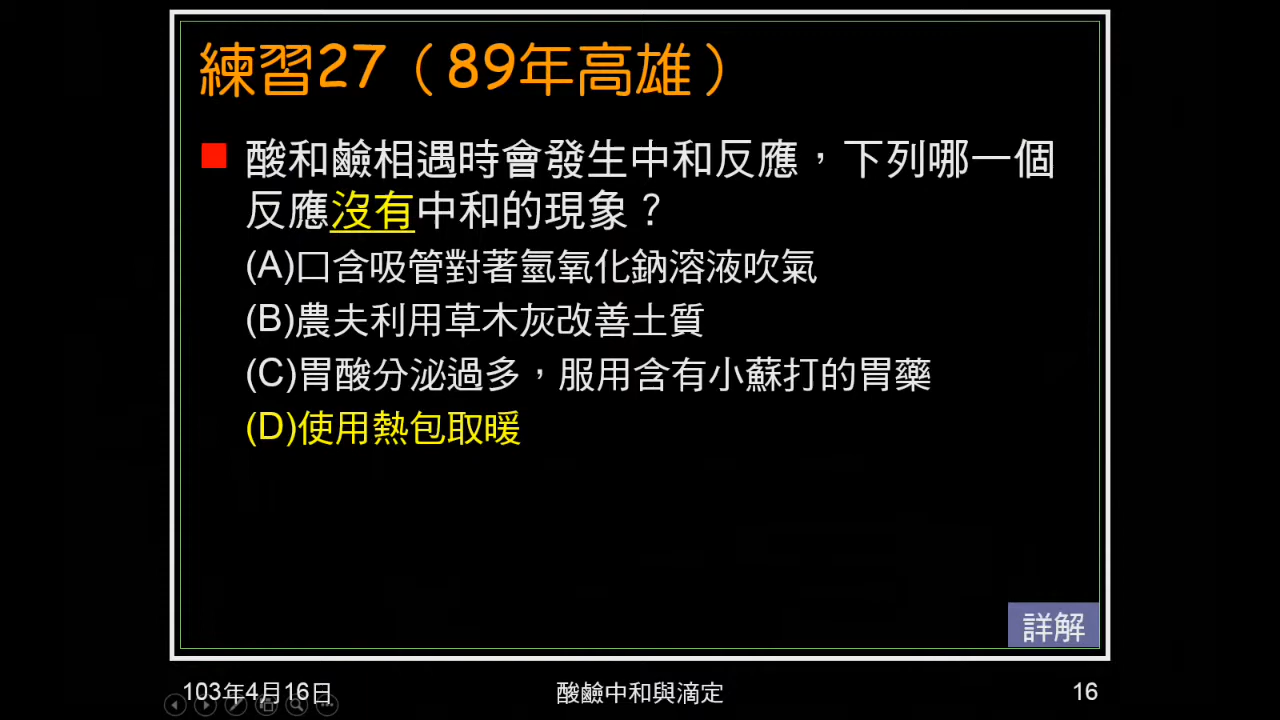 練習27（89年高雄）
酸和鹼相遇時會發生中和反應，下列哪一個
反應沒有中和的現象？
(A)口含吸管對著氫氧化鈉溶液吹氣
(B)農夫利用草木灰改善土質
(C)胃酸分泌過多，服用含有小蘇打的胃藥
(D)使用熱包取暖
詳解
103年4月16日
酸鹼中和與滴定
16